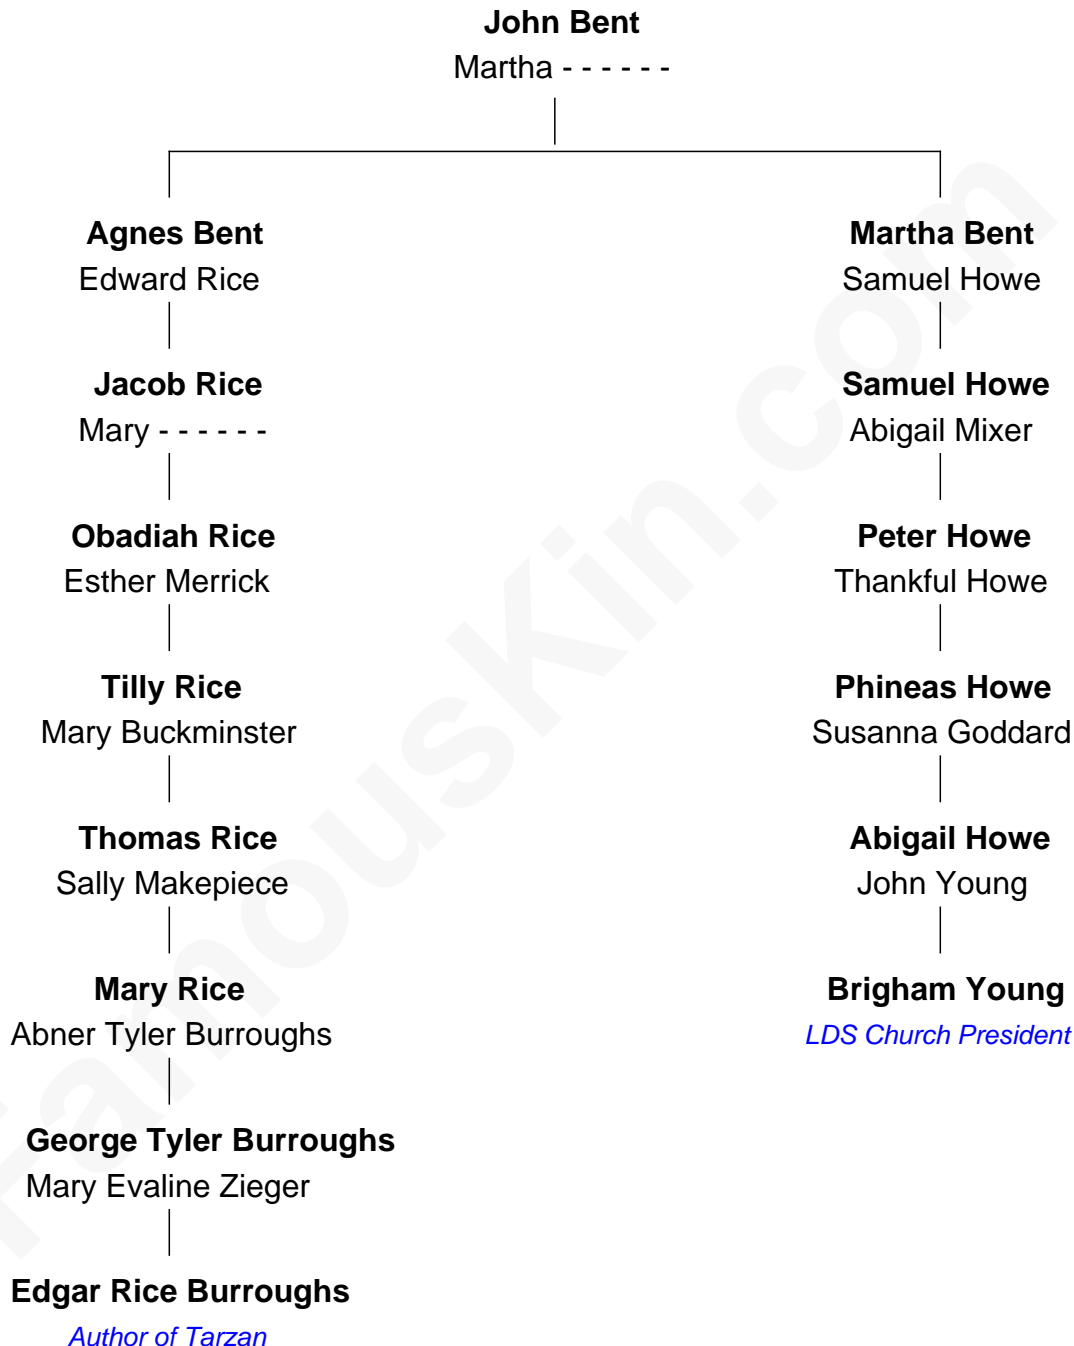 John Bent
Martha - - - - - -
Agnes Bent
Edward Rice
Martha Bent
Samuel Howe
Jacob Rice
Mary - - - - - -
Samuel Howe
Abigail Mixer
Obadiah Rice
Esther Merrick
Peter Howe
Thankful Howe
Tilly Rice
Mary Buckminster
Phineas Howe
Susanna Goddard
Thomas Rice
Sally Makepiece
Abigail Howe
John Young
Mary Rice
Abner Tyler Burroughs
Brigham Young
LDS Church President
George Tyler Burroughs
Mary Evaline Zieger
Edgar Rice Burroughs
Author of Tarzan
FamousKin.com